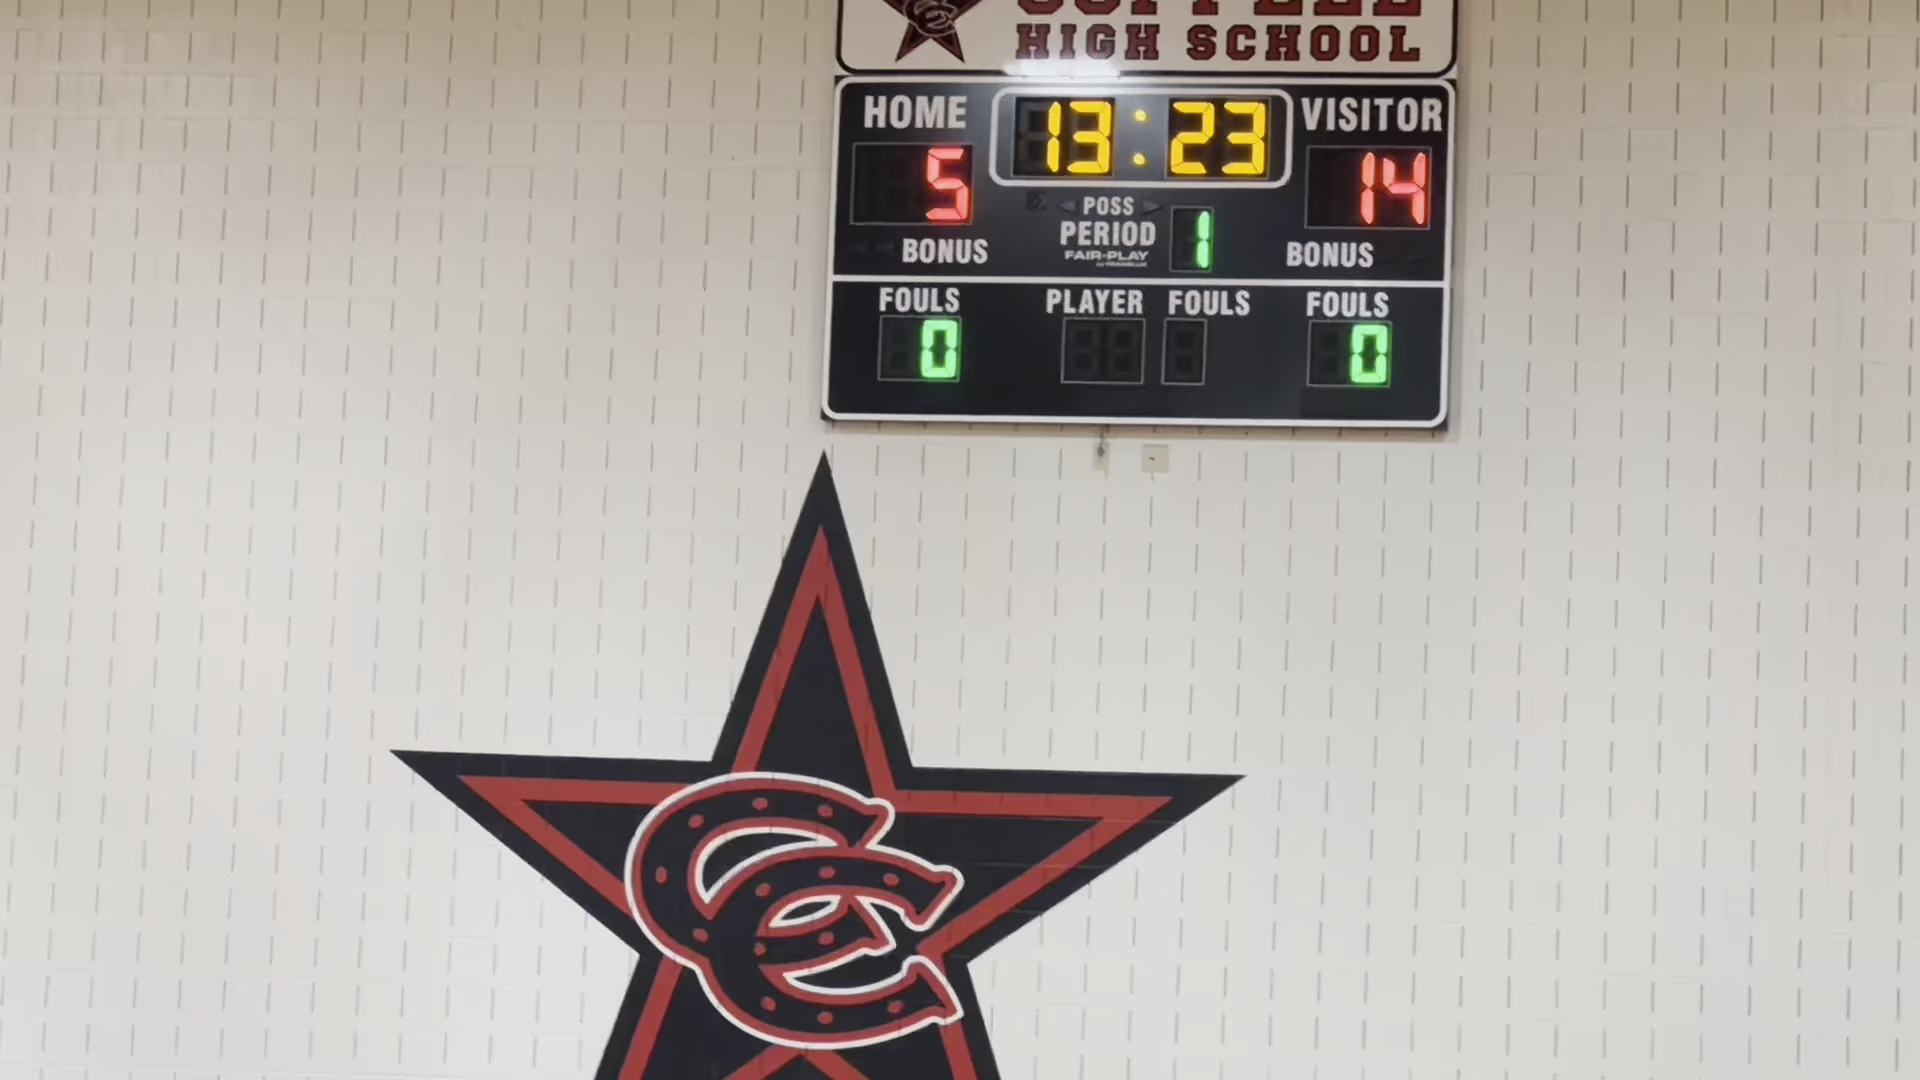 HIGH SCHOOL
HOME 13:23 VISITOR
5 14
POSS
PERIOD 1
FAIR-PLAY
BONUS BONUS
FOULS PLAYER FOULS FOULS
0 0